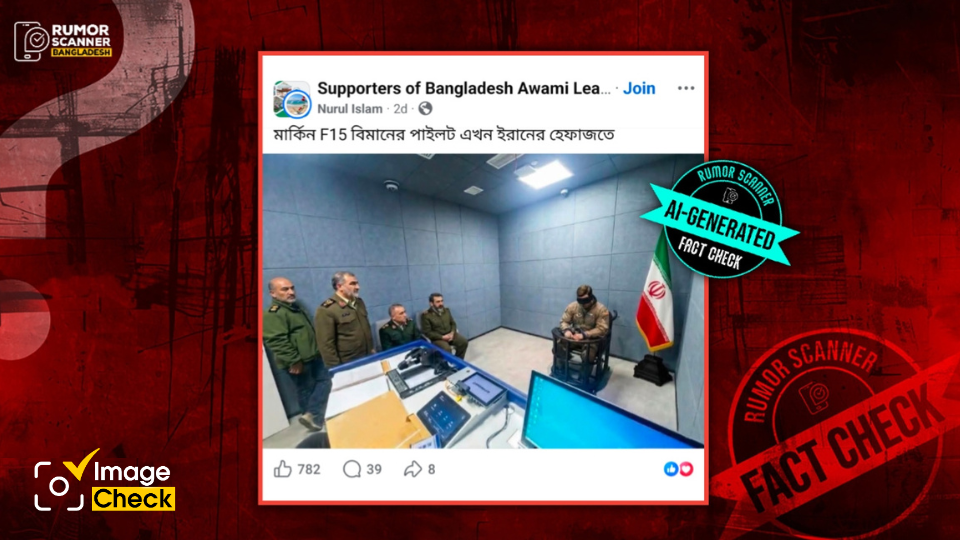 RUMOR
SCANNER
BANGLADESH
Supporters of Bangladesh Awami Lea... · Join
Nurul Islam · 2d ·
মার্কিন F15 বিমানের পাইলট এখন ইরানের হেফাজতে
RUMOR SCANNER
AI-GENERATED
FACT CHECK
RUMOR SCANNER
FACT CHECK
782 39 8
Image
Check